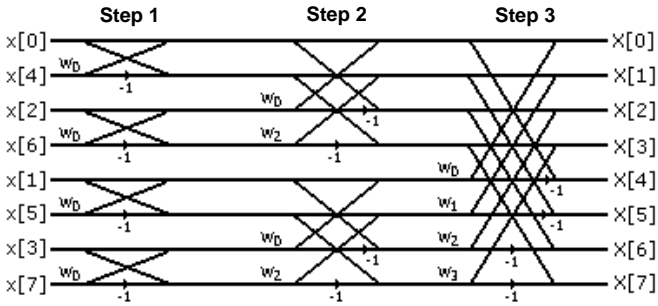 Step 1 Step 2 Step 3
x[0] X[0]
x[4] w0 -1 X[1]
x[2] w0 -1 X[2]
x[6] w0 -1 w2 -1 X[3]
x[1] w0 -1 X[4]
x[5] w0 -1 w1 -1 X[5]
x[3] w0 -1 w2 -1 X[6]
x[7] w0 -1 w2 -1 w3 -1 X[7]